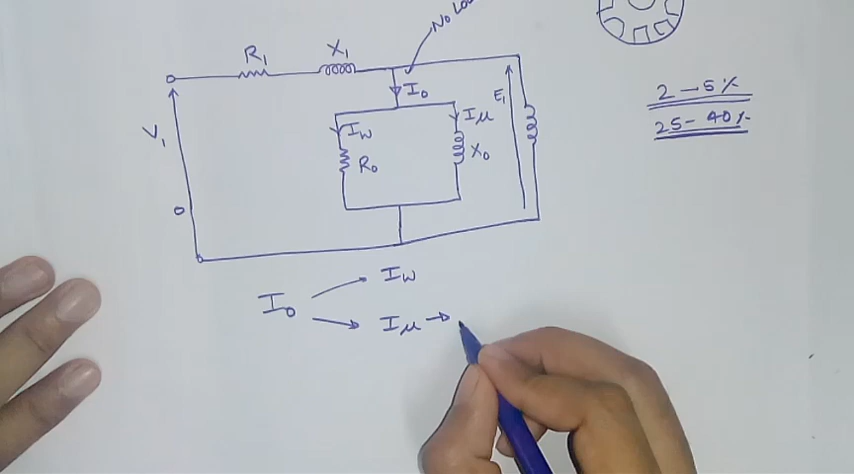 No Lo
R1 X1
I0
2 - 5%
E1
25 - 40%
V1
Iw
Iμ
R0
X0
Iw
I0
Iμ →